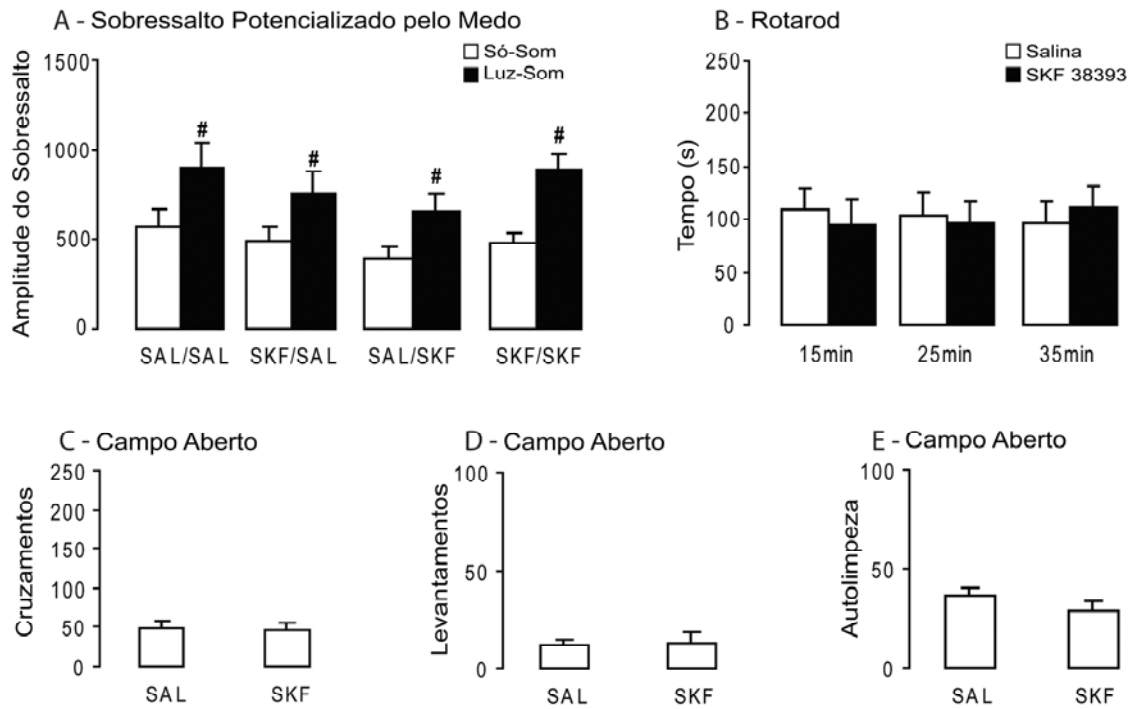 A - Sobressalto Potencializado pelo Medo
Só-Som
Luz-Som
Amplitude do Sobressalto
1500
1000
500
0
#
#
#
#
SAL/SAL
SKF/SAL
SAL/SKF
SKF/SKF
B - Rotarod
Salina
SKF 38393
Tempo (s)
250
200
150
100
50
0
15min
25min
35min
C - Campo Aberto
Cruzamentos
250
200
150
100
50
0
SAL
SKF
D - Campo Aberto
Levantamentos
100
50
0
SAL
SKF
E - Campo Aberto
Autolimpeza
100
50
0
SAL
SKF